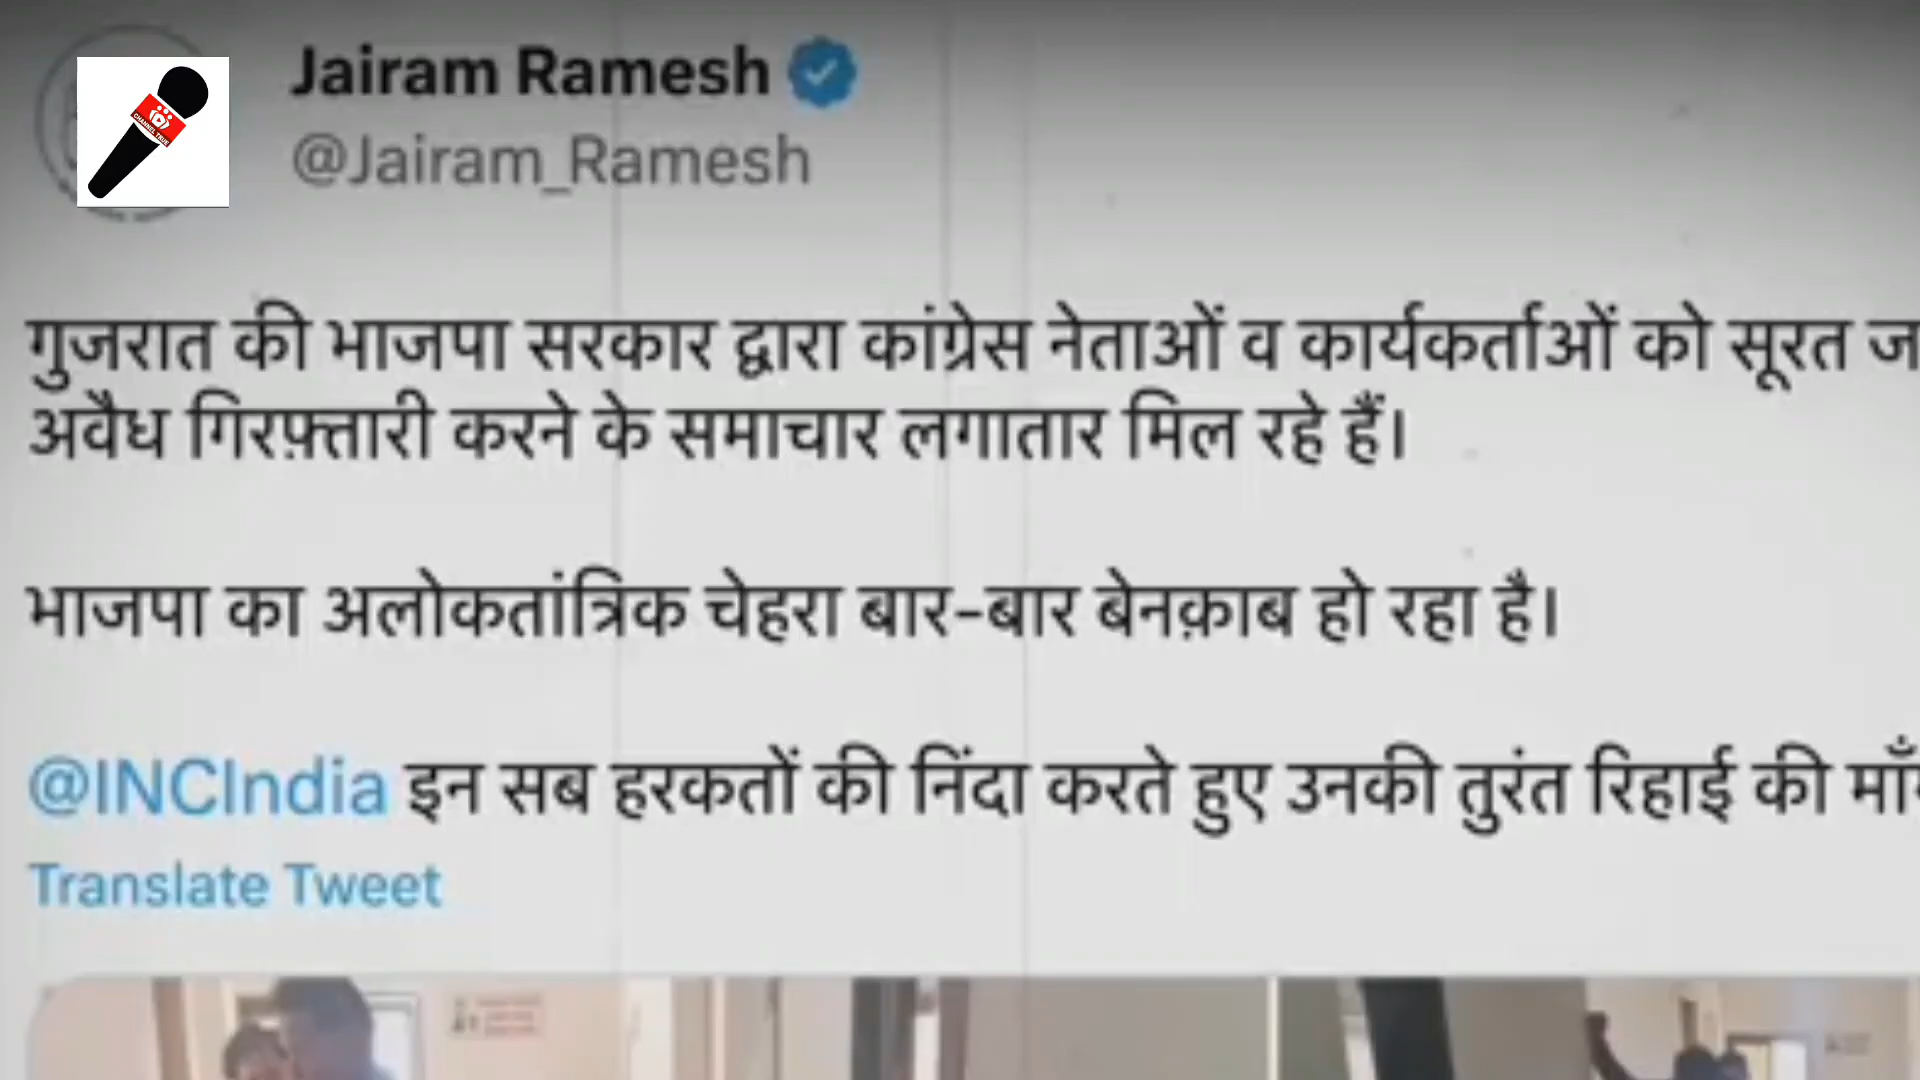 Jairam Ramesh
@Jairam_Ramesh
गुजरात की भाजपा सरकार द्वारा कांग्रेस नेताओं व कार्यकर्ताओं को सूरत
अवैध गिरफ़्तारी करने के समाचार लगातार मिल रहे हैं।
भाजपा का अलोकतांत्रिक चेहरा बार-बार बेनक़ाब हो रहा है।
@INCIndia इन सब हरकतों की निंदा करते हुए उनकी तुरंत रिहाई की
Translate Tweet